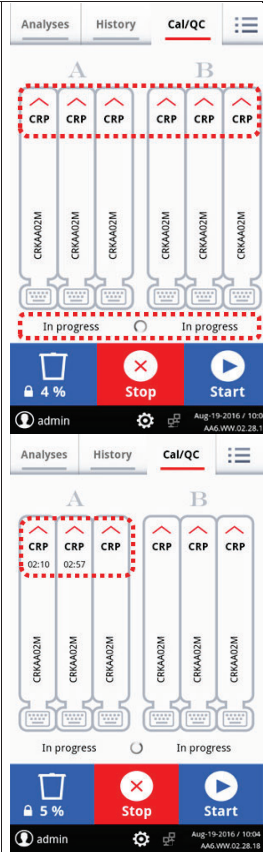 Analyses History Cal/QC
A B
CRP CRP CRP CRP CRP CRP
CRKAA02M CRKAA02M CRKAA02M CRKAA02M CRKAA02M CRKAA02M
In progress In progress
4 % Stop Start
admin Aug-19-2016 / 10:0
AA6.WW.02.28.1
Analyses History Cal/QC
A B
CRP CRP CRP CRP CRP CRP
02:10 02:57
CRKAA02M CRKAA02M CRKAA02M CRKAA02M CRKAA02M CRKAA02M
In progress In progress
5 % Stop Start
admin Aug-19-2016 / 10:04
AA6.WW.02.28.18